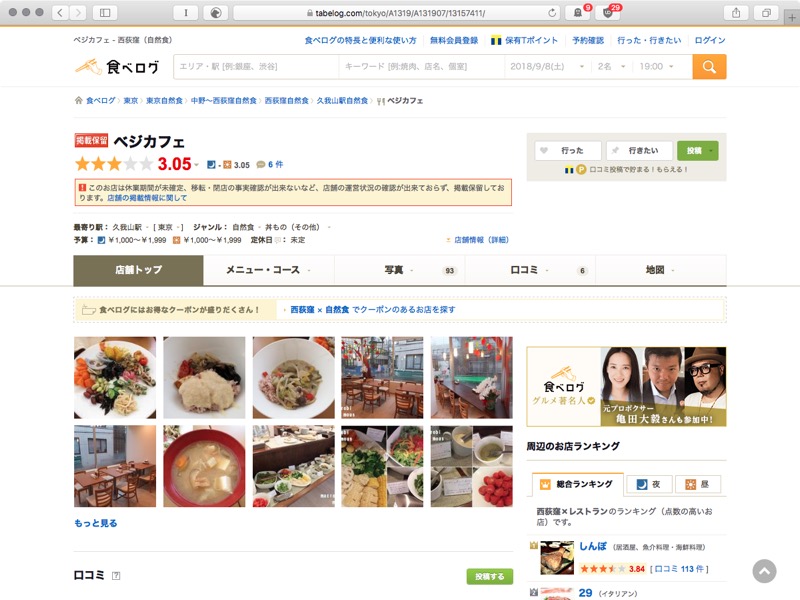 tabelog.com/tokyo/A1319/A131907/13157411/
9
29
ベジカフェ - 西荻窪（自然食）
食べログの特長と便利な使い方 無料会員登録 保有Tポイント 予約確認 行った・行きたい ログイン
食べログ
エリア・駅 [例:銀座、渋谷] キーワード [例:焼肉、店名、個室] 2018/9/8(土) 2名 19:00
食べログ 東京 東京自然食 中野〜西荻窪自然食 西荻窪自然食 久我山駅自然食 ベジカフェ
掲載保留 ベジカフェ
3.05 - 3.05 6 件
行った 行きたい 投稿
口コミ投稿で貯まる！もらえる！
このお店は休業期間が未確定、移転・閉店の事実確認が出来ないなど、店舗の運営状況の確認が出来ておらず、掲載保留しております。店舗の掲載情報に関して
最寄り駅： 久我山駅 - [ 東京 ] ジャンル： 自然食 - 丼もの（その他）
予算： ￥1,000〜￥1,999 ￥1,000〜￥1,999 定休日： 未定 店舗情報（詳細）
店舗トップ メニュー・コース 写真 93 口コミ 6 地図
食べログにはお得なクーポンが盛りだくさん！ 西荻窪 × 自然食 でクーポンのあるお店を探す
食べログ
グルメ著名人
元プロボクサー
亀田大毅さんも参加中!
周辺のお店ランキング
総合ランキング 夜 昼
西荻窪×レストランのランキング（点数の高いお店）です。
しんぽ （居酒屋、魚介料理・海鮮料理）
3.84 [ 口コミ 113 件 ]
29 （イタリアン）
もっと見る
口コミ ? 投稿する